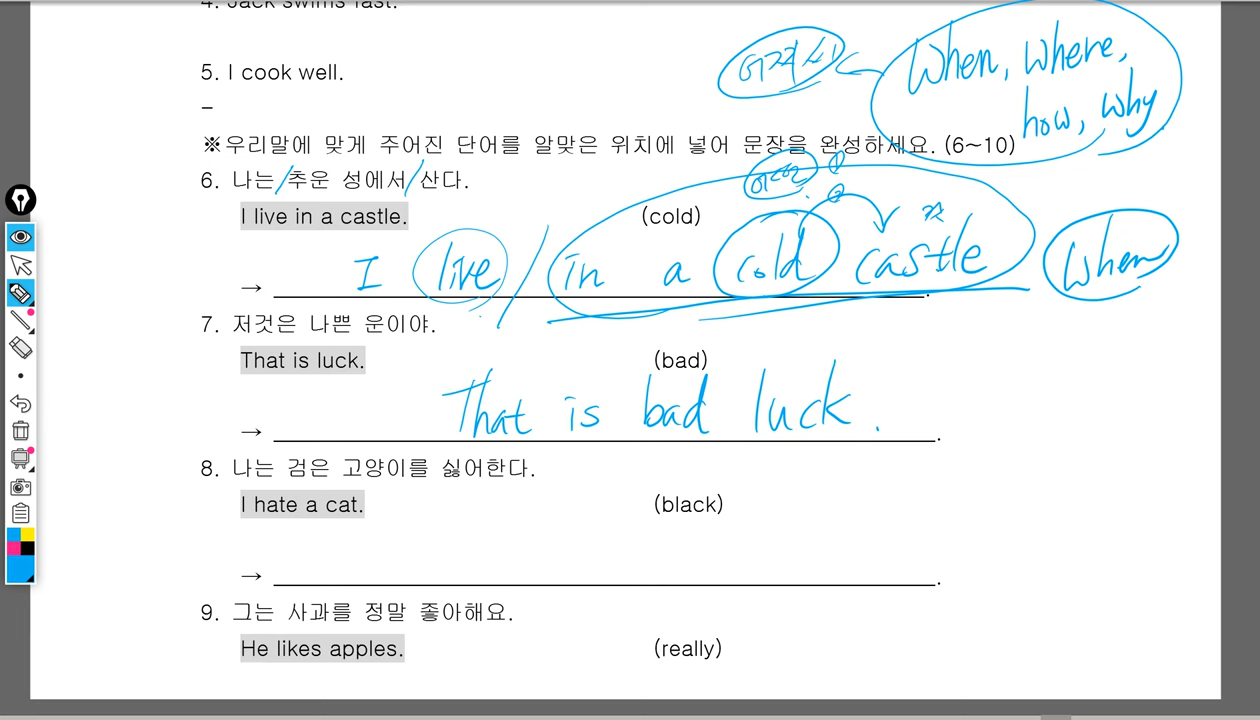 4. Jack swims fast.
5. I cook well.
When, where,
how, why
※우리말에 맞게 주어진 단어를 알맞은 위치에 넣어 문장을 완성하세요. (6~10)
6. 나는/추운 성에서/산다.
① 
②
I live in a castle. (cold)
→ I live / in a cold castle . When
7. 저것은 나쁜 운이야.
That is luck. (bad)
→ That is bad luck. .
8. 나는 검은 고양이를 싫어한다.
I hate a cat. (black)
→ .
9. 그는 사과를 정말 좋아해요.
He likes apples. (really)